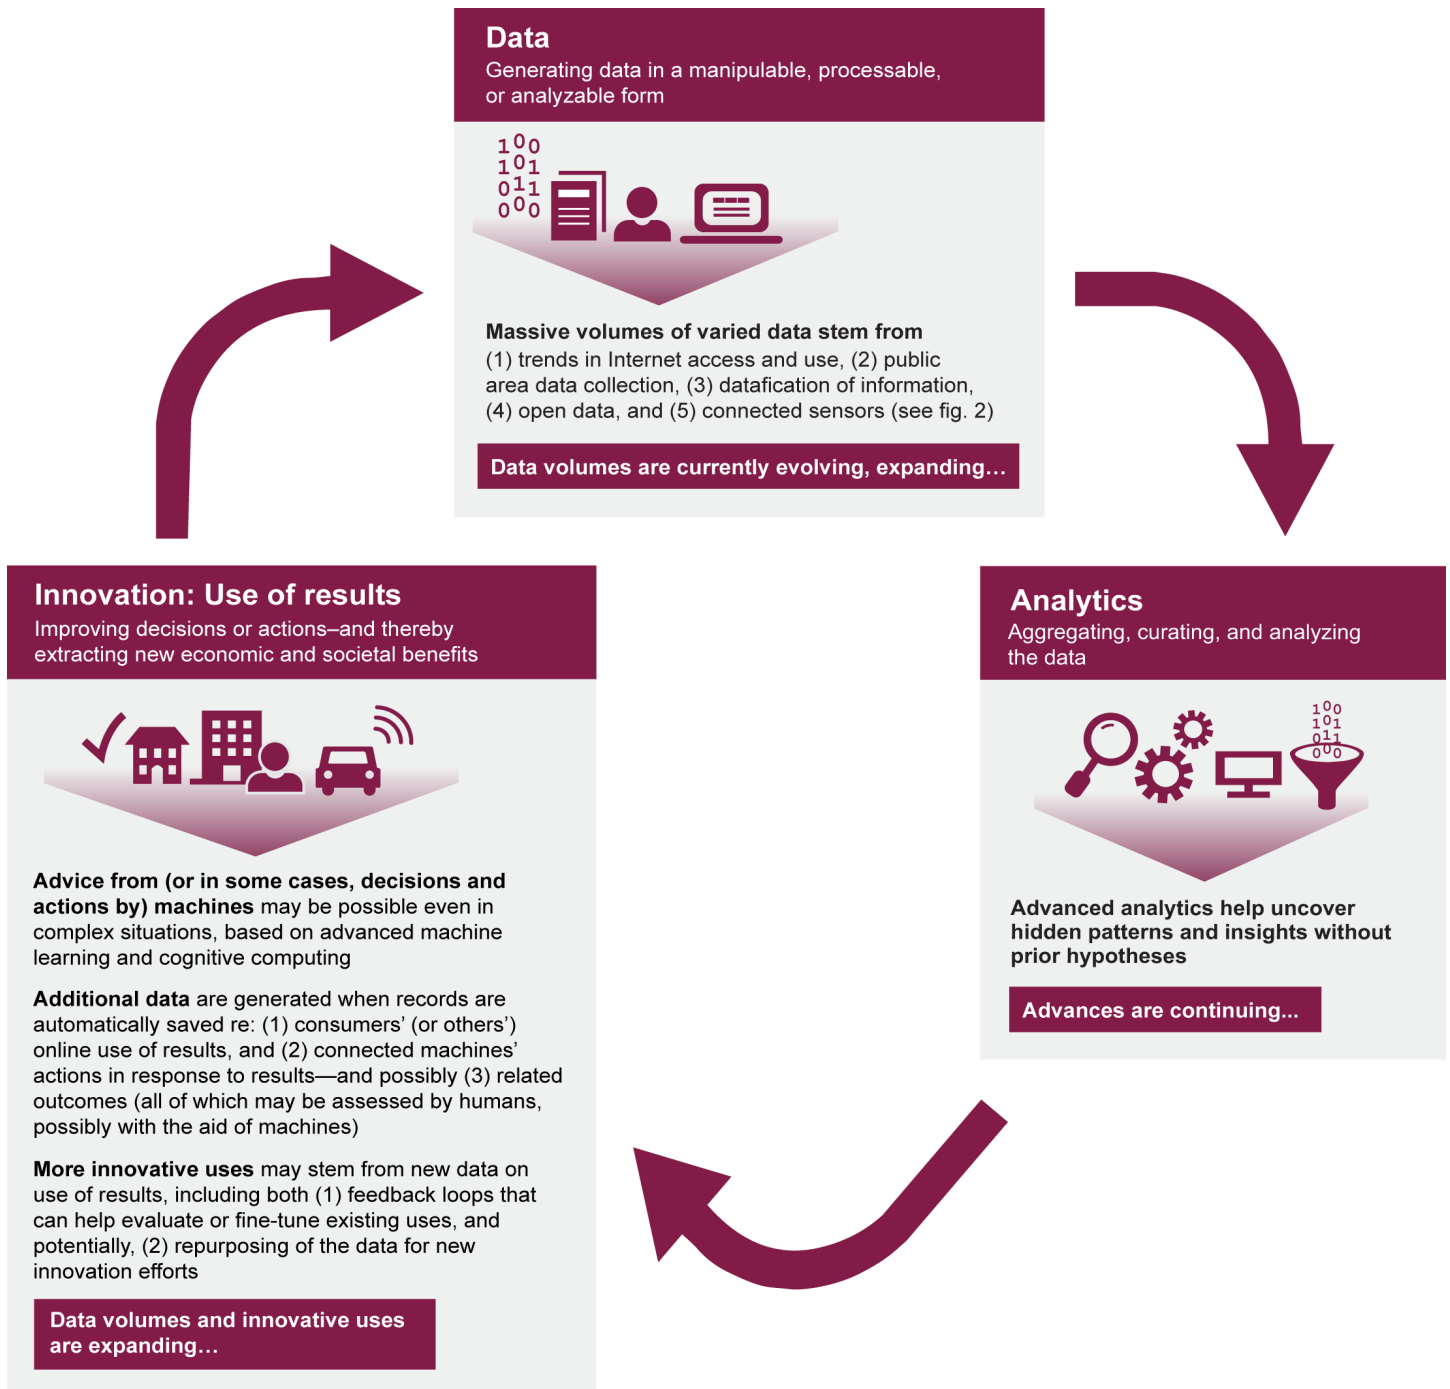 Data
Generating data in a manipulable, processable,
or analyzable form
100
101
011
000
Massive volumes of varied data stem from
(1) trends in Internet access and use, (2) public
area data collection, (3) datafication of information,
(4) open data, and (5) connected sensors (see fig. 2)
Data volumes are currently evolving, expanding…
Analytics
Aggregating, curating, and analyzing
the data
100
101
011
000
Advanced analytics help uncover
hidden patterns and insights without
prior hypotheses
Advances are continuing...
Innovation: Use of results
Improving decisions or actions–and thereby
extracting new economic and societal benefits
Advice from (or in some cases, decisions and
actions by) machines may be possible even in
complex situations, based on advanced machine
learning and cognitive computing
Additional data are generated when records are
automatically saved re: (1) consumers’ (or others’)
online use of results, and (2) connected machines’
actions in response to results—and possibly (3) related
outcomes (all of which may be assessed by humans,
possibly with the aid of machines)
More innovative uses may stem from new data on
use of results, including both (1) feedback loops that
can help evaluate or fine-tune existing uses, and
potentially, (2) repurposing of the data for new
innovation efforts
Data volumes and innovative uses
are expanding…